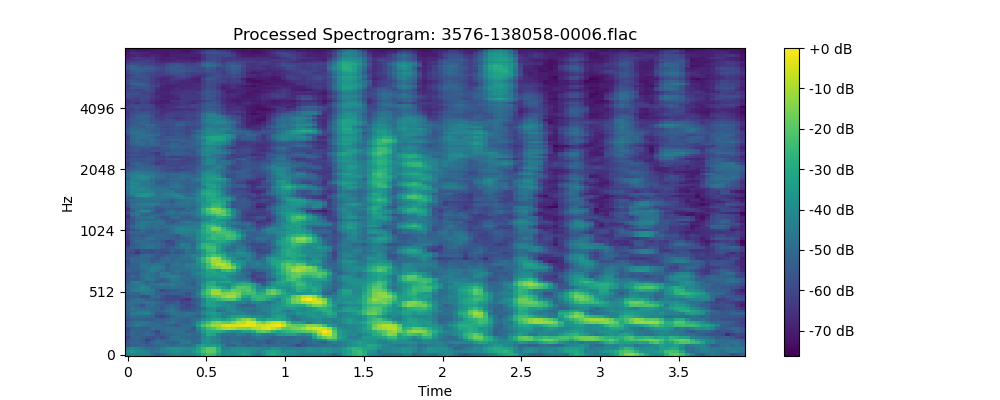 Processed Spectrogram: 3576-138058-0006.flac
+0 dB
-10 dB
-20 dB
-30 dB
-40 dB
-50 dB
-60 dB
-70 dB
4096
2048
1024
512
0
Hz
0 0.5 1 1.5 2 2.5 3 3.5
Time